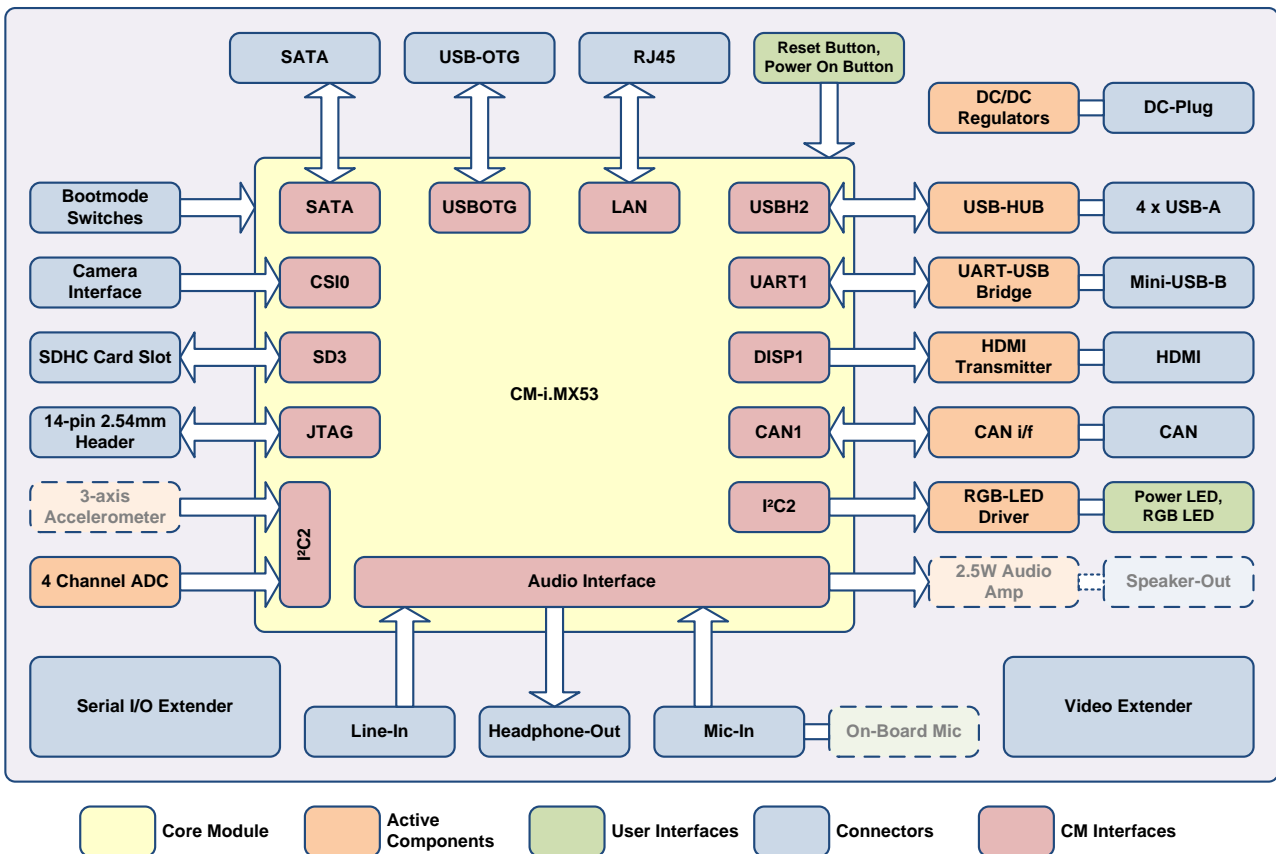 SATA
USB-OTG
RJ45
Reset Button,
Power On Button
DC/DC
Regulators
DC-Plug
Bootmode
Switches
SATA
USBOTG
LAN
USBH2
USB-HUB
4 x USB-A
Camera
Interface
CSI0
UART1
UART-USB
Bridge
Mini-USB-B
SDHC Card Slot
SD3
DISP1
HDMI
Transmitter
HDMI
CM-i.MX53
14-pin 2.54mm
Header
JTAG
CAN1
CAN i/f
CAN
3-axis
Accelerometer
I²C2
I²C2
RGB-LED
Driver
Power LED,
RGB LED
4 Channel ADC
Audio Interface
2.5W Audio
Amp
Speaker-Out
Serial I/O Extender
Line-In
Headphone-Out
Mic-In
On-Board Mic
Video Extender
Core Module
Active
Components
User Interfaces
Connectors
CM Interfaces